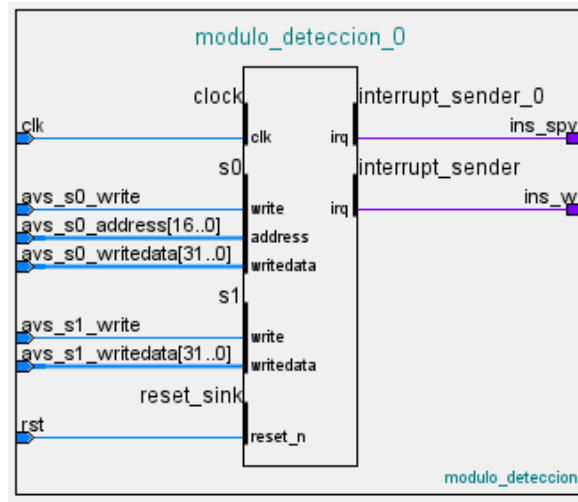 modulo_deteccion_0
clock interrupt_sender_0
clk ins_spy
clk irq
s0 interrupt_sender
avs_s0_write ins_w
write irq
avs_s0_address[16..0]
address
avs_s0_writedata[31..0]
writedata
s1
avs_s1_write
write
avs_s1_writedata[31..0]
writedata
reset_sink
rst
reset_n
modulo_deteccion